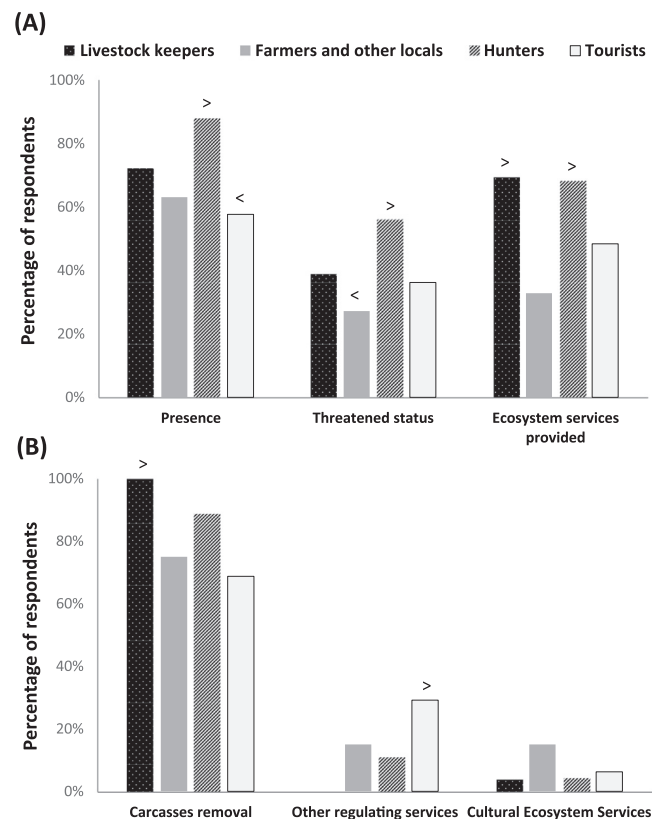 (A)
Livestock keepers Farmers and other locals Hunters Tourists
Percentage of respondents
100%
80%
60%
40%
20%
0%
>
<
<
>
>
>
Presence Threatened status Ecosystem services
provided
(B)
Percentage of respondents
100%
80%
60%
40%
20%
0%
>
>
Carcasses removal Other regulating services Cultural Ecosystem Services